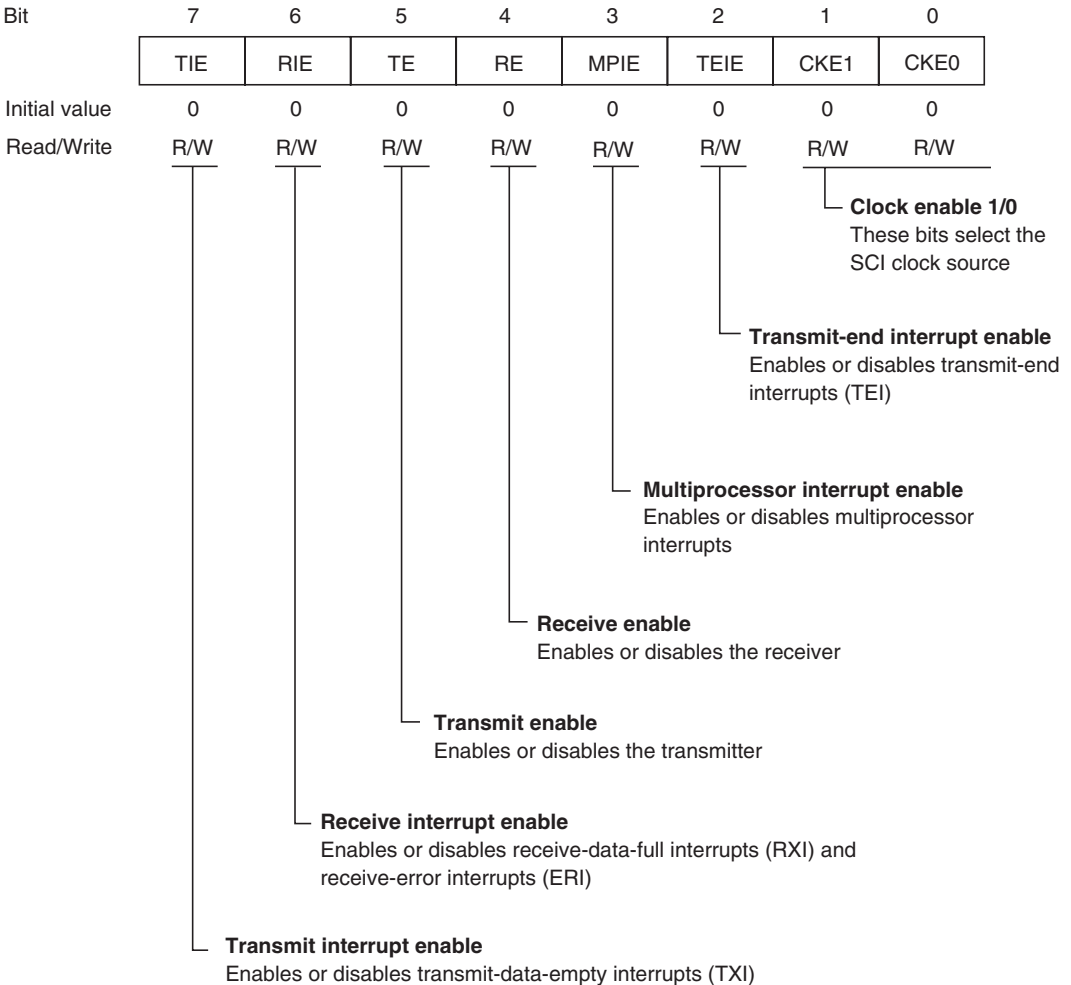 Bit 7 6 5 4 3 2 1 0
TIE RIE TE RE MPIE TEIE CKE1 CKE0
Initial value 0 0 0 0 0 0 0 0
Read/Write R/W R/W R/W R/W R/W R/W R/W R/W
Clock enable 1/0
These bits select the
SCI clock source
Transmit-end interrupt enable
Enables or disables transmit-end
interrupts (TEI)
Multiprocessor interrupt enable
Enables or disables multiprocessor
interrupts
Receive enable
Enables or disables the receiver
Transmit enable
Enables or disables the transmitter
Receive interrupt enable
Enables or disables receive-data-full interrupts (RXI) and
receive-error interrupts (ERI)
Transmit interrupt enable
Enables or disables transmit-data-empty interrupts (TXI)